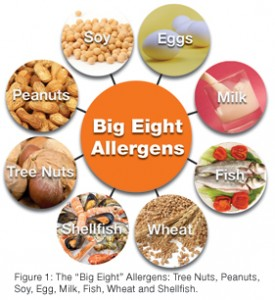 Soy
Eggs
Peanuts
Milk
Big Eight
Allergens
Tree Nuts
Fish
Shellfish
Wheat
Figure 1: The “Big Eight” Allergens: Tree Nuts, Peanuts,
Soy, Egg, Milk, Fish, Wheat and Shellfish.